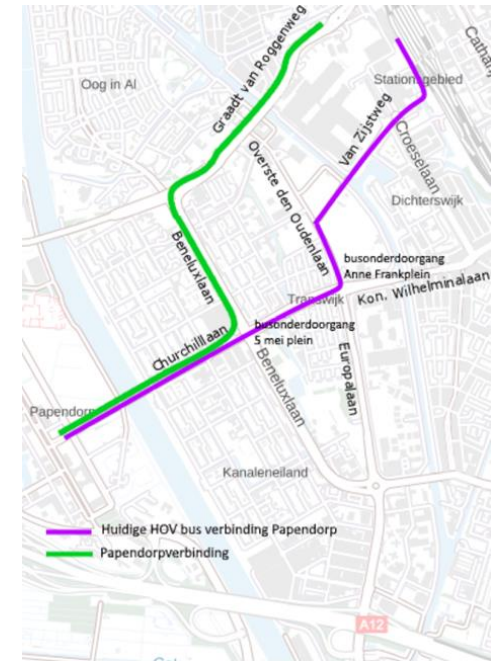 Graadt van Roggenweg
Oog in Al
Stationsgebied
Van Zijstweg
Croeselaan
Overste den Oudenlaan
Dichterswijk
Beneluxlaan
busonderdoorgang
Anne Frankplein
Transwijk
Kon. Wilhelminalaan
busonderdoorgang
5 mei plein
Churchilllaan
Beneluxlaan
Europalaan
Papendorp
Kanaleneiland
Huidige HOV bus verbinding Papendorp
Papendorpverbinding
A12